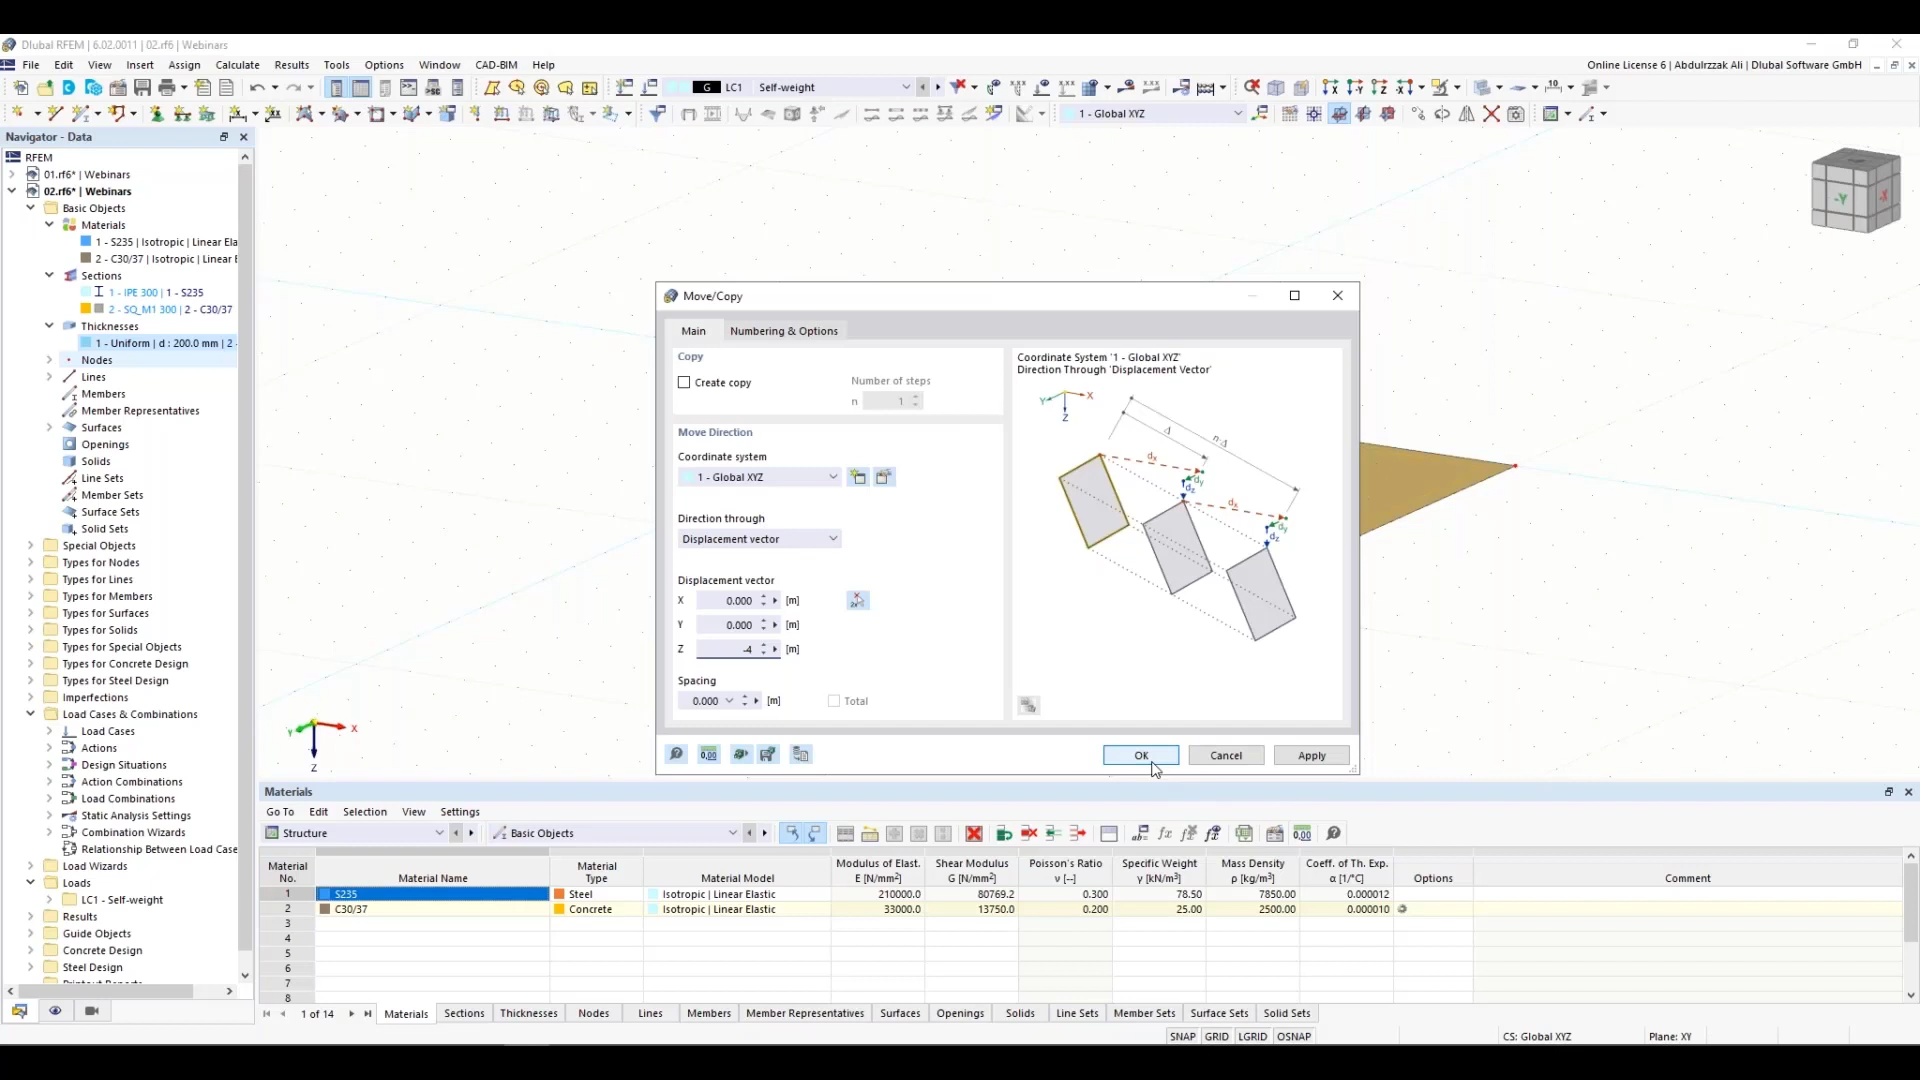 Dlubal RFEM | 6.02.0011 | 02.rf6* | Webinars
File Edit View Insert Assign Calculate Results Tools Options Window CAD-BIM Help
Online License 6 | Abdulrzzak Ali | Dlubal Software GmbH
G LC1 Self-weight
1 - Global XYZ
Navigator - Data
RFEM
01.rf6* | Webinars
02.rf6* | Webinars
Basic Objects
Materials
1 - S235 | Isotropic | Linear Ela
2 - C30/37 | Isotropic | Linear E
Sections
1 - IPE 300 | 1 - S235
2 - SQ_M1 300 | 2 - C30/37
Thicknesses
1 - Uniform | d : 200.0 mm | 2 -
Nodes
Lines
Members
Member Representatives
Surfaces
Openings
Solids
Line Sets
Member Sets
Surface Sets
Solid Sets
Special Objects
Types for Nodes
Types for Lines
Types for Members
Types for Surfaces
Types for Solids
Types for Special Objects
Types for Concrete Design
Types for Steel Design
Imperfections
Load Cases & Combinations
Load Cases
Actions
Design Situations
Action Combinations
Load Combinations
Static Analysis Settings
Combination Wizards
Relationship Between Load Case
Load Wizards
Loads
LC1 - Self-weight
Results
Guide Objects
Concrete Design
Steel Design
-Y -X
Y X
Z
Move/Copy
Main Numbering & Options
Copy
Create copy
Number of steps
n 1
Move Direction
Coordinate system
1 - Global XYZ
Direction through
Displacement vector
Displacement vector
X 0.000 [m]
Y 0.000 [m]
Z -4 [m]
Spacing
0.000 [m] Total
Coordinate System '1 - Global XYZ'
Direction Through 'Displacement Vector'
Y X
Z
Δ n Δ
dx
dy
dz
dx
dy
dz
OK Cancel Apply
Materials
Go To Edit Selection View Settings
Structure Basic Objects
Material No. Material Name Material Type Material Model Modulus of Elast. E [N/mm²] Shear Modulus G [N/mm²] Poisson's Ratio ν [--] Specific Weight γ [kN/m³] Mass Density ρ [kg/m³] Coeff. of Th. Exp. α [1/°C] Options Comment
1 S235 Steel Isotropic | Linear Elastic 210000.0 80769.2 0.300 78.50 7850.00 0.000012
2 C30/37 Concrete Isotropic | Linear Elastic 33000.0 13750.0 0.200 25.00 2500.00 0.000010
3
4
5
6
7
8
1 of 14 Materials Sections Thicknesses Nodes Lines Members Member Representatives Surfaces Openings Solids Line Sets Member Sets Surface Sets Solid Sets
SNAP GRID LGRID OSNAP CS: Global XYZ Plane: XY